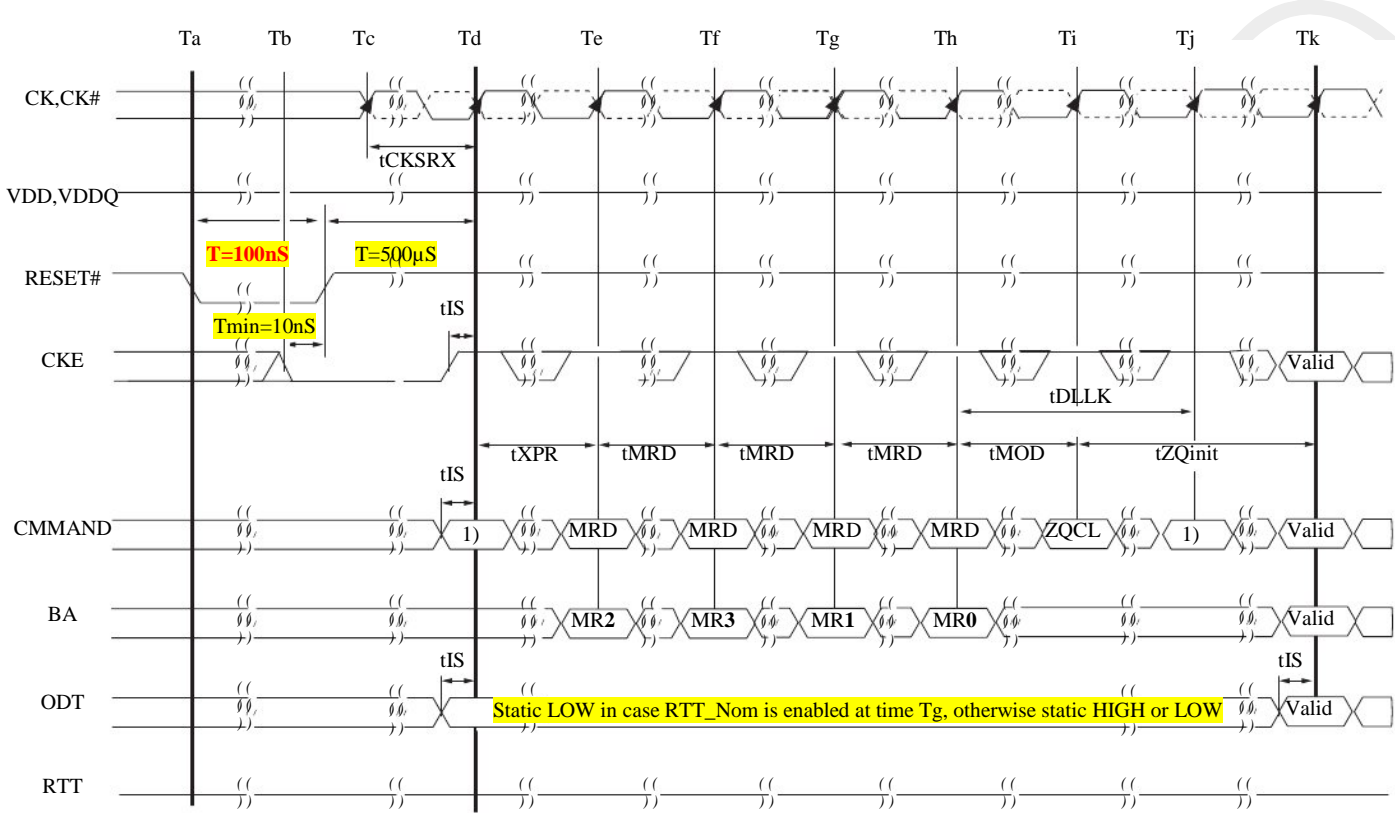 Ta Tb Tc Td Te Tf Tg Th Ti Tj Tk
CK,CK#
tCKSRX
VDD,VDDQ
T=100nS T=500µS
RESET#
tIS
Tmin=10nS
CKE Valid
tDLLK
tXPR tMRD tMRD tMRD tMOD tZQinit
tIS
CMMAND 1) MRD MRD MRD MRD ZQCL 1) Valid
BA MR2 MR3 MR1 MR0 Valid
tIS tIS
ODT Static LOW in case RTT_Nom is enabled at time Tg, otherwise static HIGH or LOW Valid
RTT